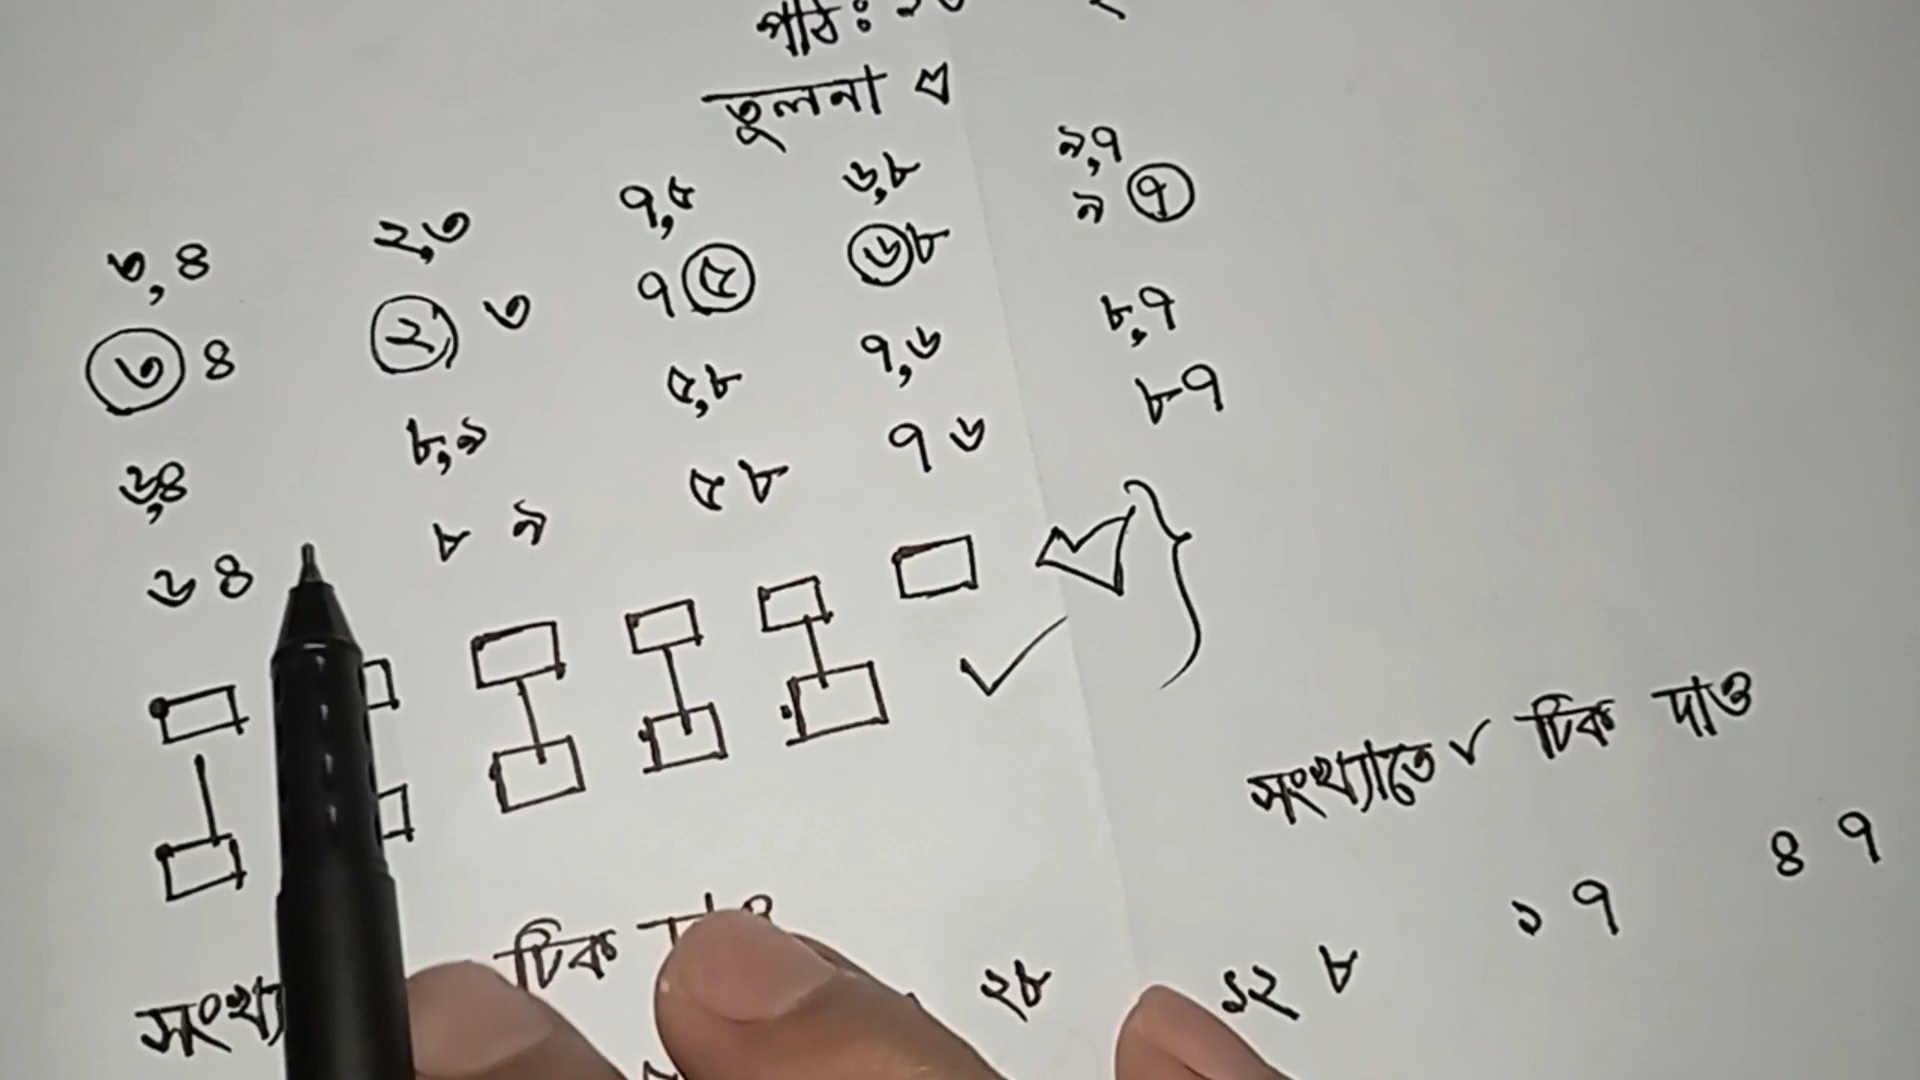 পাঠ:
তুলনা
৩,৪ ২,৩ ৭,৫ ৬,৮ ৯,৭
৩ ৪ ২, ৩ ৭ ৫ ৬ ৮ ৯ ৭
৬,৪ ৮,৯ ৫,৮ ৭,৬ ৮,৭
৬ ৪ ৮ ৯ ৫ ৮ ৭ ৬ ৮ ৭
সংখ্যাতে ✓ টিক দাও
২৮ ১২ ৮ ১ ৭ ৪ ৭
টিক